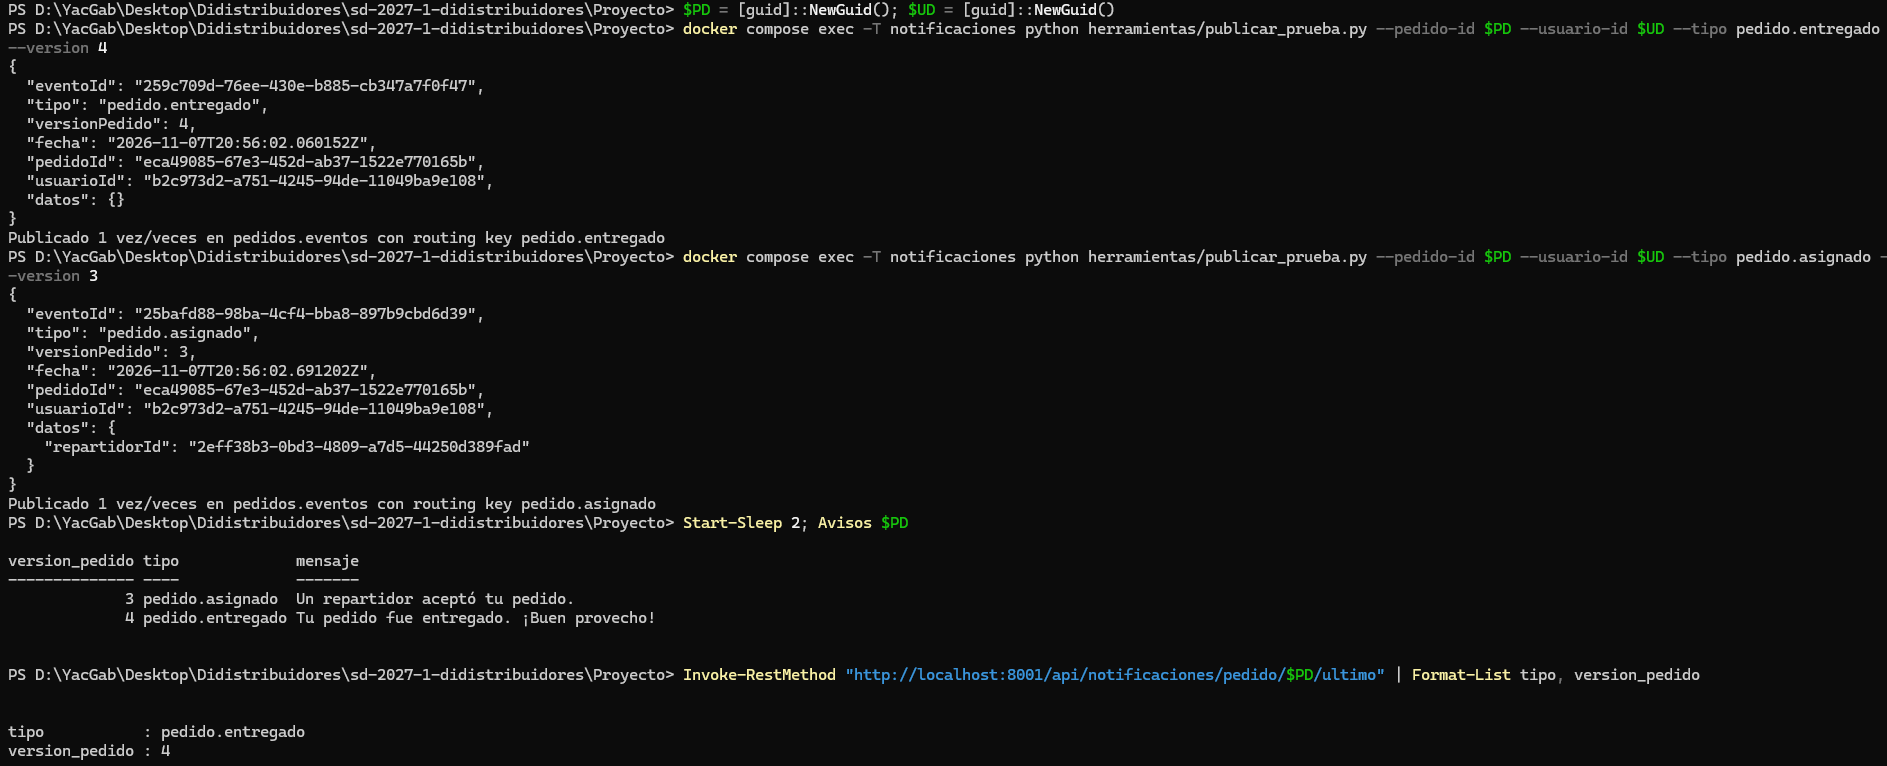 PS D:\YacGab\Desktop\Didistribuidores\sd-2027-1-didistribuidores\Proyecto> $PD = [guid]::NewGuid(); $UD = [guid]::NewGuid()
PS D:\YacGab\Desktop\Didistribuidores\sd-2027-1-didistribuidores\Proyecto> docker compose exec -T notificaciones python herramientas/publicar_prueba.py --pedido-id $PD --usuario-id $UD --tipo pedido.entregado
--version 4
{
  "eventoId": "259c709d-76ee-430e-b885-cb347a7f0f47",
  "tipo": "pedido.entregado",
  "versionPedido": 4,
  "fecha": "2026-11-07T20:56:02.060152Z",
  "pedidoId": "eca49085-67e3-452d-ab37-1522e770165b",
  "usuarioId": "b2c973d2-a751-4245-94de-11049ba9e108",
  "datos": {}
}
Publicado 1 vez/veces en pedidos.eventos con routing key pedido.entregado
PS D:\YacGab\Desktop\Didistribuidores\sd-2027-1-didistribuidores\Proyecto> docker compose exec -T notificaciones python herramientas/publicar_prueba.py --pedido-id $PD --usuario-id $UD --tipo pedido.asignado -
-version 3
{
  "eventoId": "25bafd88-98ba-4cf4-bba8-897b9cbd6d39",
  "tipo": "pedido.asignado",
  "versionPedido": 3,
  "fecha": "2026-11-07T20:56:02.691202Z",
  "pedidoId": "eca49085-67e3-452d-ab37-1522e770165b",
  "usuarioId": "b2c973d2-a751-4245-94de-11049ba9e108",
  "datos": {
    "repartidorId": "2eff38b3-0bd3-4809-a7d5-44250d389fad"
  }
}
Publicado 1 vez/veces en pedidos.eventos con routing key pedido.asignado
PS D:\YacGab\Desktop\Didistribuidores\sd-2027-1-didistribuidores\Proyecto> Start-Sleep 2; Avisos $PD
version_pedido tipo             mensaje
-------------- ----             -------
             3 pedido.asignado  Un repartidor aceptó tu pedido.
             4 pedido.entregado Tu pedido fue entregado. ¡Buen provecho!
PS D:\YacGab\Desktop\Didistribuidores\sd-2027-1-didistribuidores\Proyecto> Invoke-RestMethod "http://localhost:8001/api/notificaciones/pedido/$PD/ultimo" | Format-List tipo, version_pedido
tipo           : pedido.entregado
version_pedido : 4